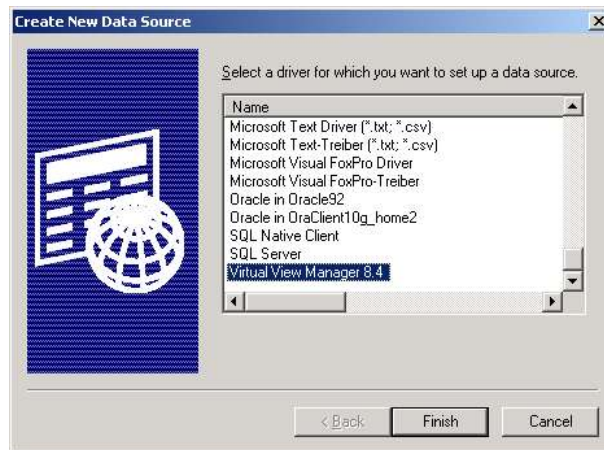 Create New Data Source
Select a driver for which you want to set up a data source.
Name
Microsoft Text Driver (*.txt; *.csv)
Microsoft Text-Treiber (*.txt; *.csv)
Microsoft Visual FoxPro Driver
Microsoft Visual FoxPro-Treiber
Oracle in Oracle92
Oracle in OraClient10g_home2
SQL Native Client
SQL Server
Virtual View Manager 8.4
< Back
Finish
Cancel